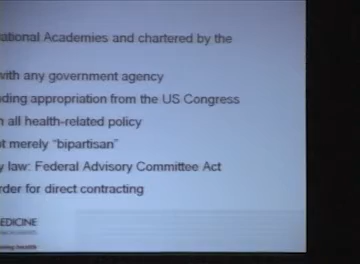 ational Academies and chartered by the
with any government agency
ding appropriation from the US Congress
n all health-related policy
ot merely "bipartisan"
y law: Federal Advisory Committee Act
rder for direct contracting
EDICINE